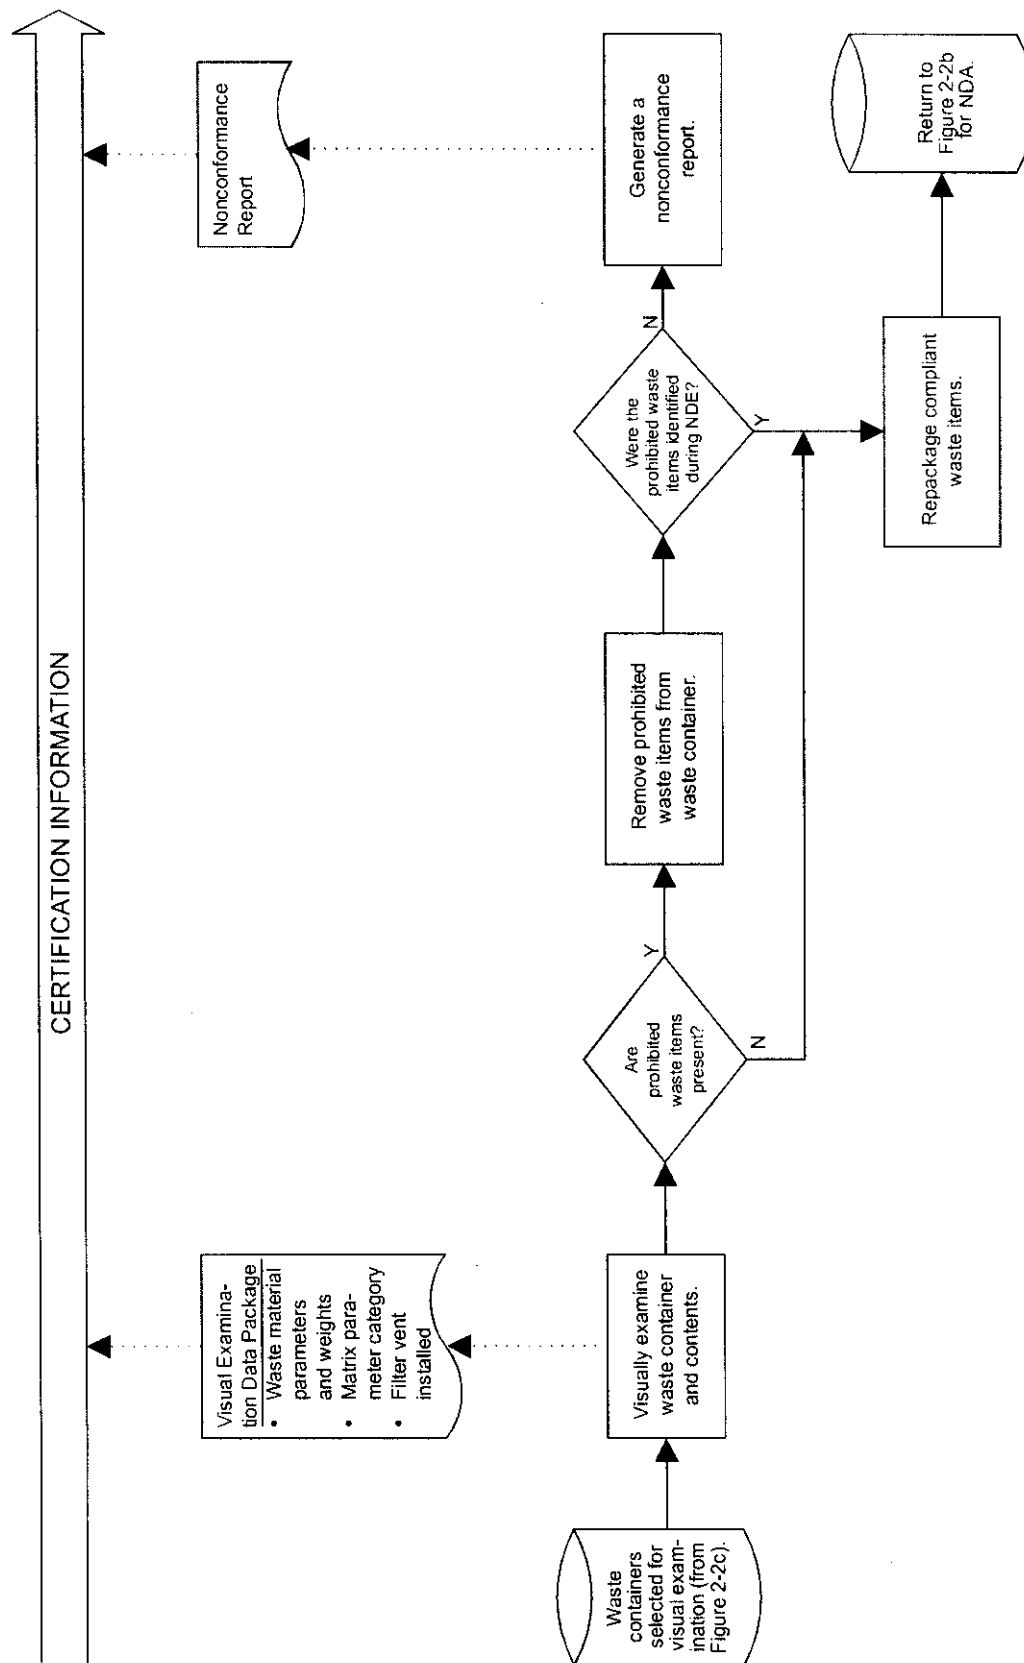 CERTIFICATION INFORMATION
Visual Examina-
tion Data Package
• Waste material
parameters
and weights
• Matrix para-
meter category
• Filter vent
installed
Nonconformance
Report
Waste
containers
selected for
visual exam-
ination (from
Figure 2-2c).
Visually examine
waste container
and contents.
Are
prohibited
waste items
present?
Y
N
Remove prohibited
waste items from
waste container.
Were the
prohibited waste
items identified
during NDE?
N
Y
Generate a
nonconformance
report.
Repackage compliant
waste items.
Return to
Figure 2-2b
for NDA.